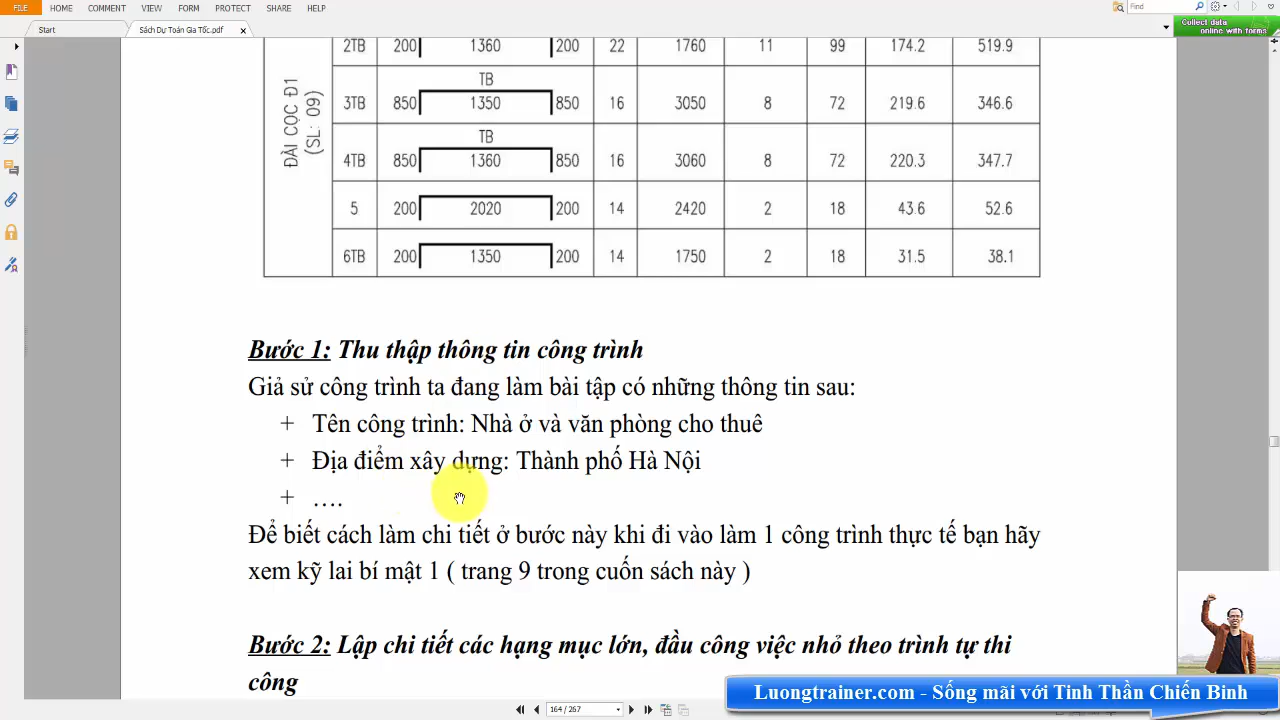 FILE HOME COMMENT VIEW FORM PROTECT SHARE HELP Find
Start Sách Dự Toán Gia Tốc.pdf x
Collect data
online with forms
ĐÀI CỌC Đ1
(SL: 09)
2TB 200 1360 200 22 1760 11 99 174.2 519.9
TB
3TB 850 1350 850 16 3050 8 72 219.6 346.6
TB
4TB 850 1360 850 16 3060 8 72 220.3 347.7
5 200 2020 200 14 2420 2 18 43.6 52.6
6TB 200 1350 200 14 1750 2 18 31.5 38.1
Bước 1: Thu thập thông tin công trình
Giả sử công trình ta đang làm bài tập có những thông tin sau:
+ Tên công trình: Nhà ở và văn phòng cho thuê
+ Địa điểm xây dựng: Thành phố Hà Nội
+ ….
Để biết cách làm chi tiết ở bước này khi đi vào làm 1 công trình thực tế bạn hãy
xem kỹ lai bí mật 1 ( trang 9 trong cuốn sách này )
Bước 2: Lập chi tiết các hạng mục lớn, đầu công việc nhỏ theo trình tự thi
công
Luongtrainer.com - Sống mãi với Tinh Thần Chiến Binh
164 / 267